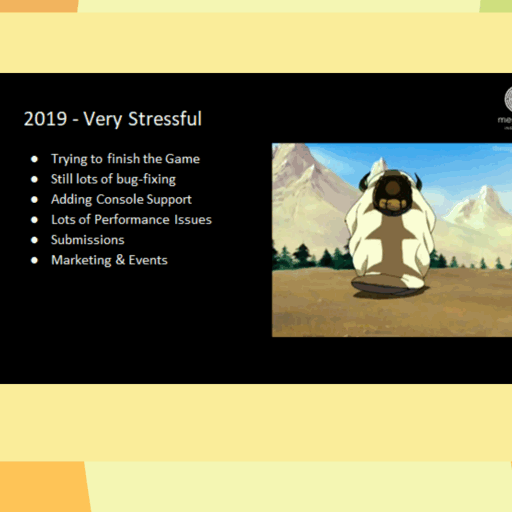 2019 - Very Stressful
● Trying to finish the Game
● Still lots of bug-fixing
● Adding Console Support
● Lots of Performance Issues
● Submissions
● Marketing & Events
me